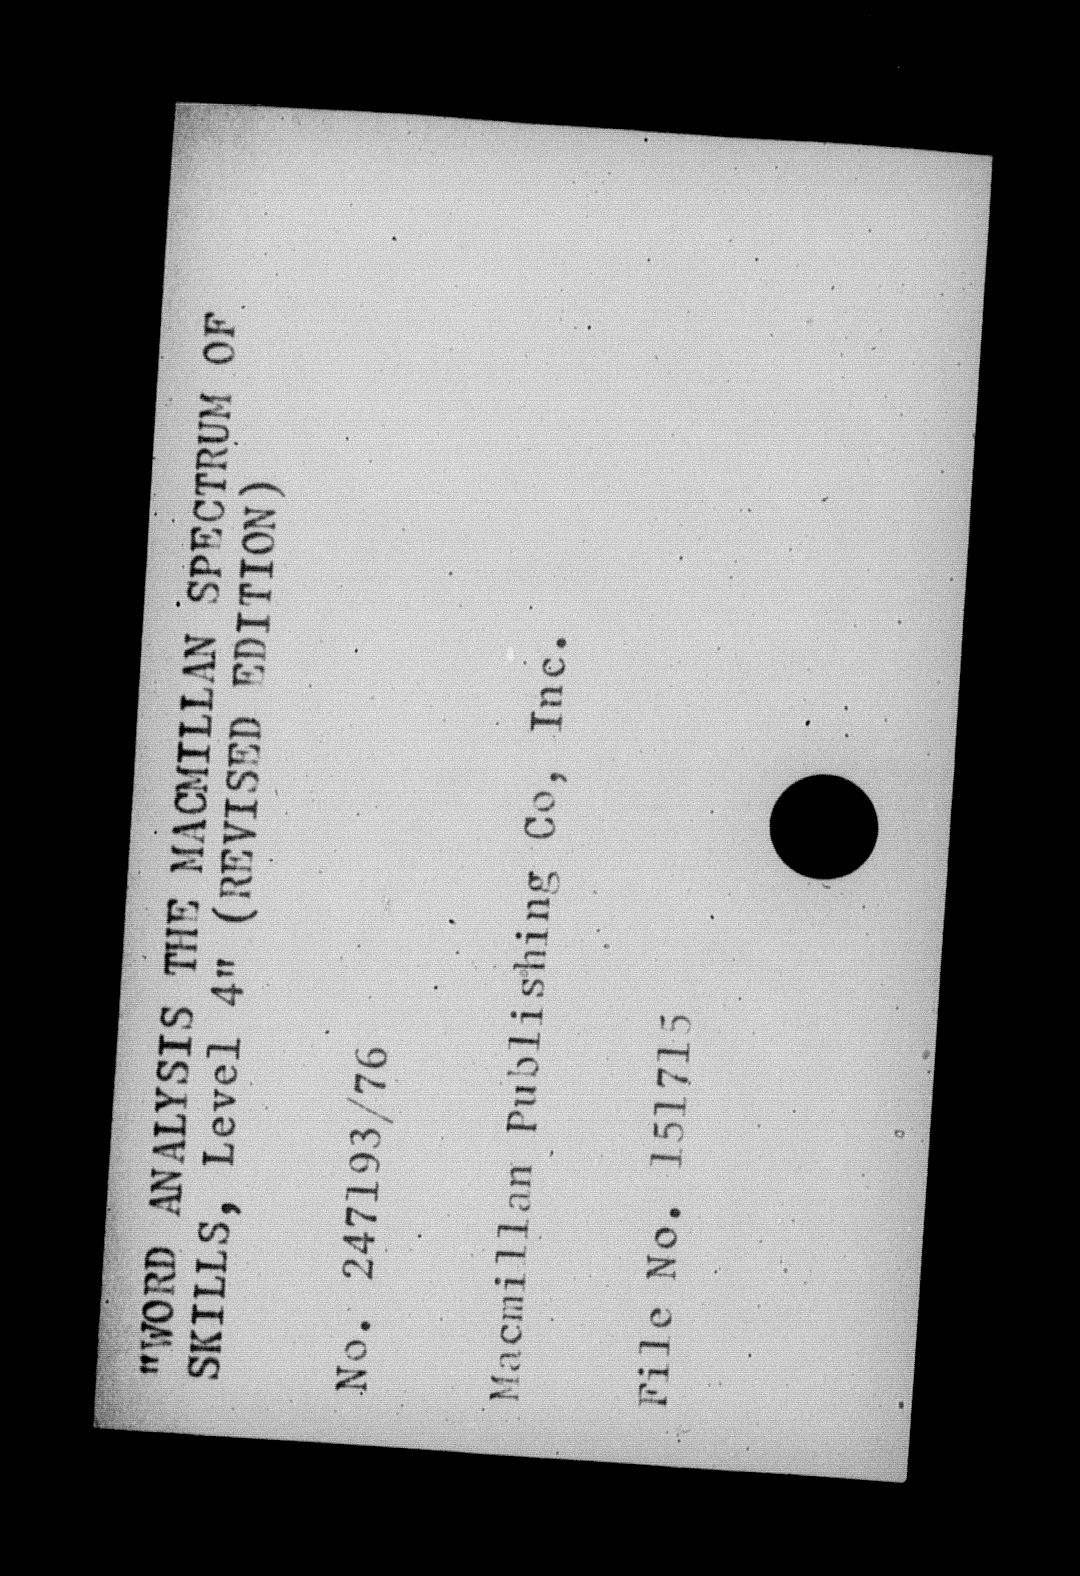 "WORD ANALYSIS THE MACMILLAN SPECTRUM OF
SKILLS, Level 4" (REVISED EDITION)
No. 247193/76
Macmillan Publishing Co, Inc.
File No. 151715